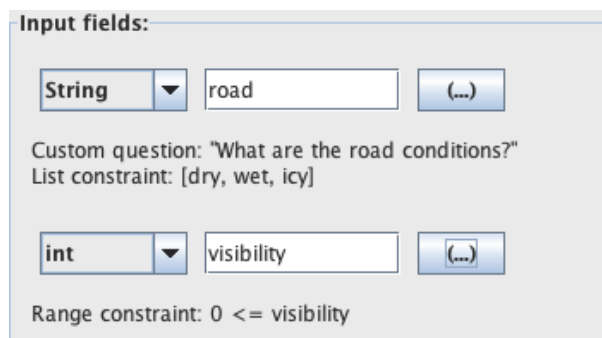 Input fields:
String road (...)
Custom question: "What are the road conditions?"
List constraint: [dry, wet, icy]
int visibility (...)
Range constraint: 0 <= visibility